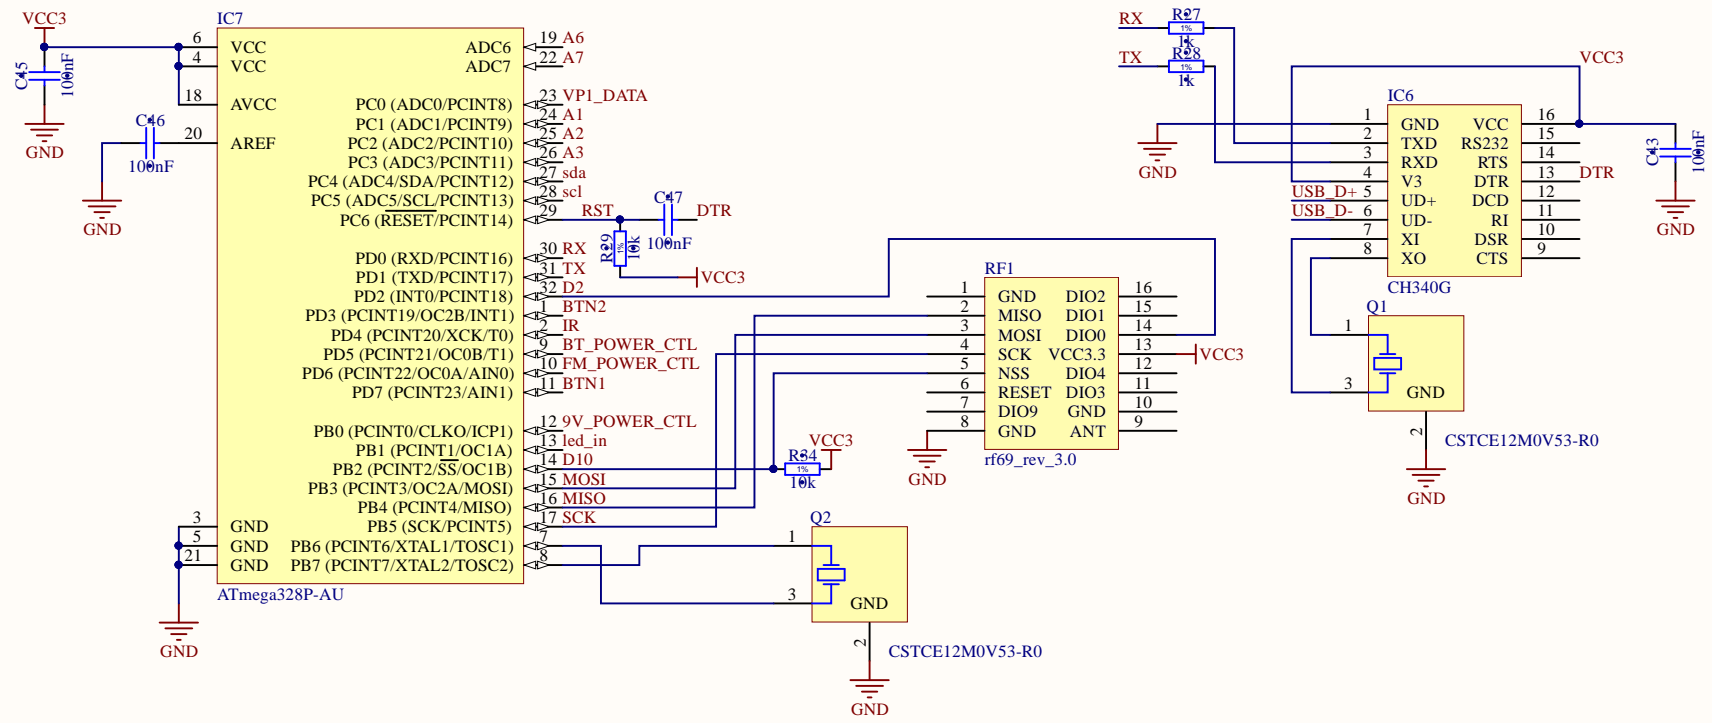 VCC3
C45
100nF
GND
C46
100nF
GND
IC7
6 VCC
4 VCC
18 AVCC
20 AREF
3 GND
5 GND
21 GND
GND
ADC6 19 A6
ADC7 22 A7
PC0 (ADC0/PCINT8) 23 VP1_DATA
PC1 (ADC1/PCINT9) 24 A1
PC2 (ADC2/PCINT10) 25 A2
PC3 (ADC3/PCINT11) 26 A3
PC4 (ADC4/SDA/PCINT12) 27 sda
PC5 (ADC5/SCL/PCINT13) 28 scl
PC6 (RESET/PCINT14) 29 RST
PD0 (RXD/PCINT16) 30 RX
PD1 (TXD/PCINT17) 31 TX
PD2 (INT0/PCINT18) 32 D2
PD3 (PCINT19/OC2B/INT1) 1 BTN2
PD4 (PCINT20/XCK/T0) 2 IR
PD5 (PCINT21/OC0B/T1) 9 BT_POWER_CTL
PD6 (PCINT22/OC0A/AIN0) 10 FM_POWER_CTL
PD7 (PCINT23/AIN1) 11 BTN1
PB0 (PCINT0/CLKO/ICP1) 12 9V_POWER_CTL
PB1 (PCINT1/OC1A) 13 led_in
PB2 (PCINT2/SS/OC1B) 14 D10
PB3 (PCINT3/OC2A/MOSI) 15 MOSI
PB4 (PCINT4/MISO) 16 MISO
PB5 (SCK/PCINT5) 17 SCK
PB6 (PCINT6/XTAL1/TOSC1) 7
PB7 (PCINT7/XTAL2/TOSC2) 8
ATmega328P-AU
C47
100nF
DTR
R29
1%
10k
VCC3
VCC3
R34
1%
10k
Q2
1
3
GND
2
CSTCE12M0V53-R0
GND
RF1
1 GND DIO2 16
2 MISO DIO1 15
3 MOSI DIO0 14
4 SCK VCC3.3 13 VCC3
5 NSS DIO4 12
6 RESET DIO3 11
7 DIO9 GND 10
8 GND ANT 9
GND
rf69_rev_3.0
RX R27
1%
1k
TX R28
1%
1k
VCC3
IC6
1 GND VCC 16
2 TXD RS232 15
3 RXD RTS 14
4 V3 DTR 13 DTR
USB_D+ 5 UD+ DCD 12
USB_D- 6 UD- RI 11
7 XI DSR 10
8 XO CTS 9
CH340G
GND
C43
100nF
GND
Q1
1
3
GND
2
CSTCE12M0V53-R0
GND